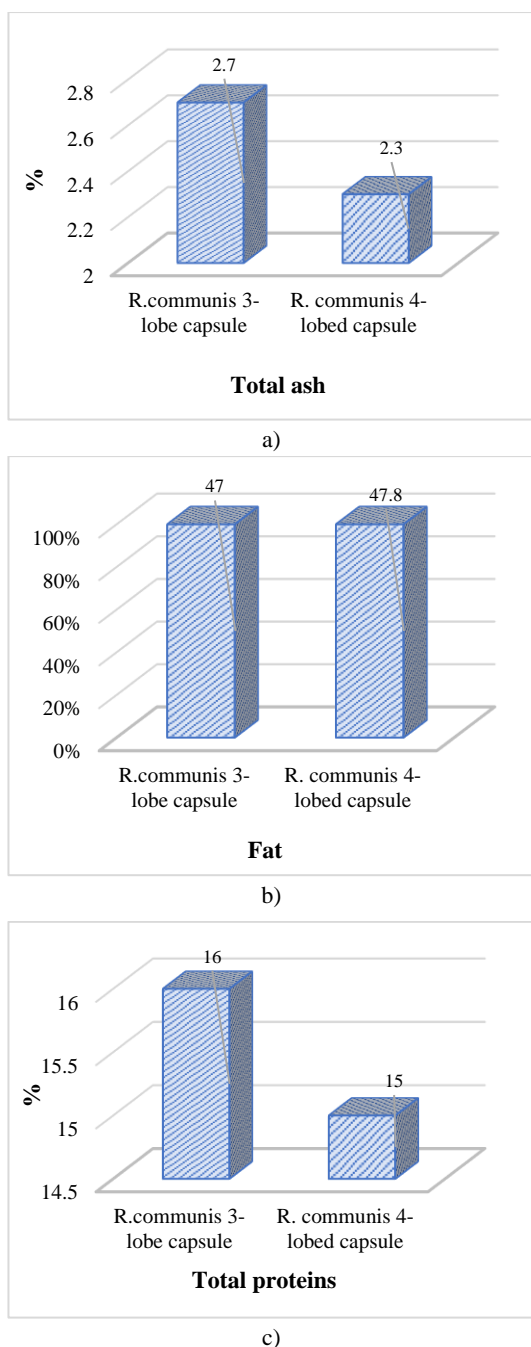 2.7
2.8
2.3
2.6
%
2.4
2.2
2
R.communis 3-
lobe capsule
R. communis 4-
lobed capsule
Total ash
a)
47
47.8
100%
80%
60%
40%
20%
0%
R.communis 3-
lobe capsule
R. communis 4-
lobed capsule
Fat
b)
16
16
15.5
%
15
15
14.5
R.communis 3-
lobe capsule
R. communis 4-
lobed capsule
Total proteins
c)